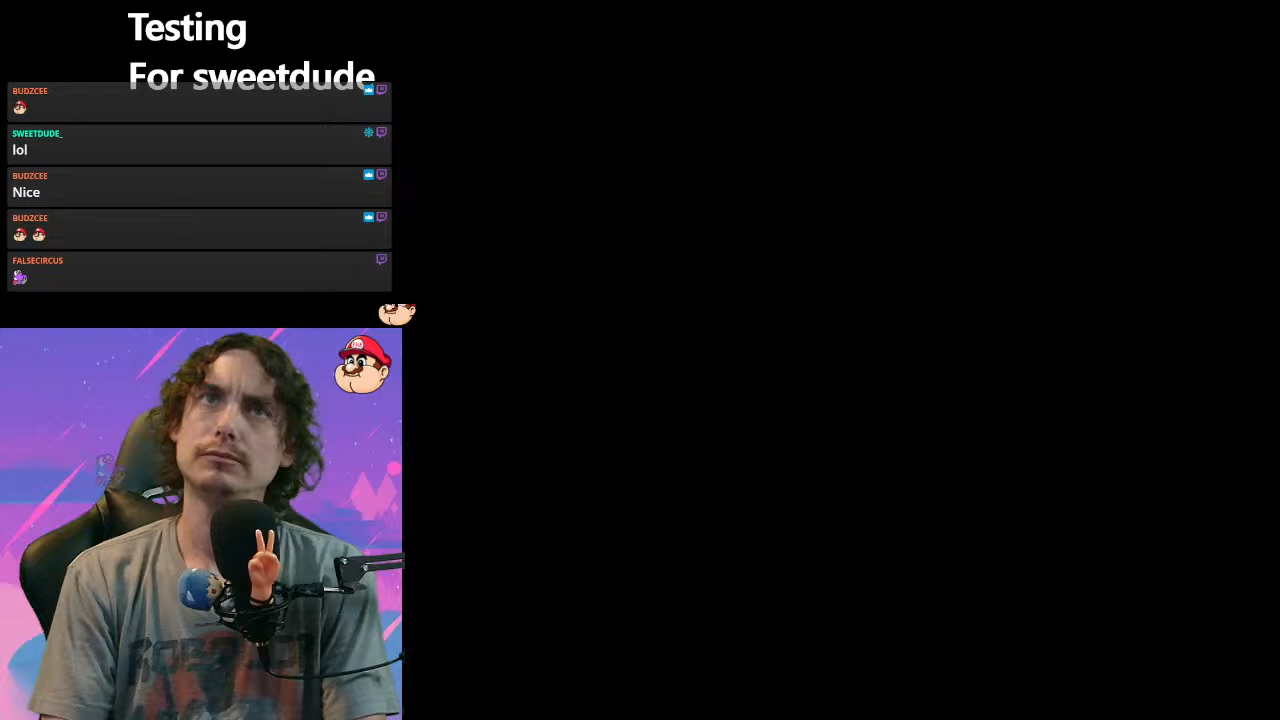 Testing
For sweetdude
BUDZCEE
SWEETDUDE_
lol
BUDZCEE
Nice
BUDZCEE
FALSECIRCUS